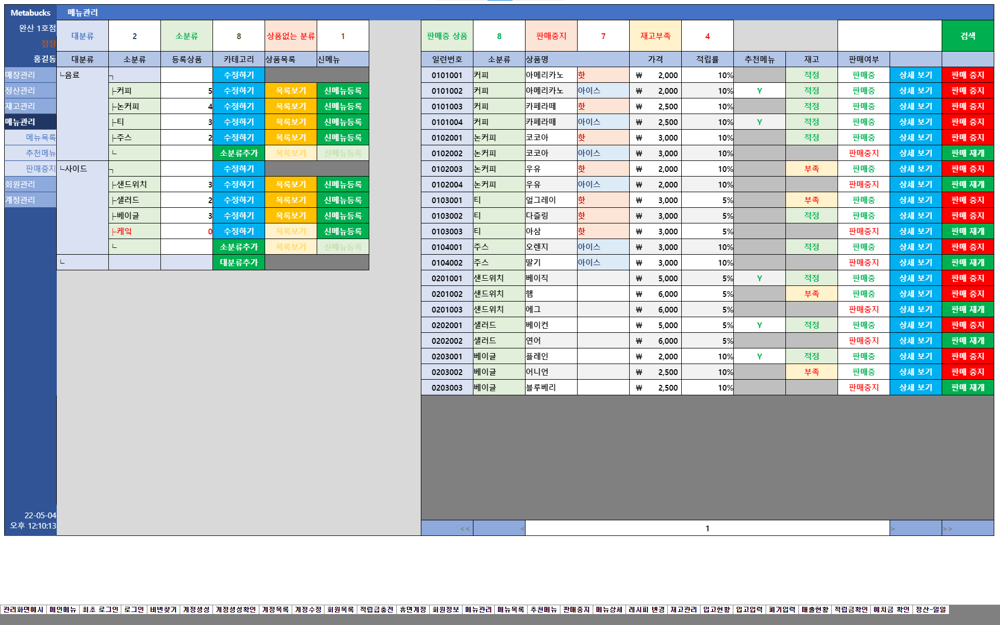 Metabucks 메뉴관리
완산 1호점
점장
홍길동
매장관리
정산관리
재고관리
메뉴관리
메뉴목록
추천메뉴
판매중지
회원관리
계정관리
22-05-04
오후 12:10:13
대분류 2 소분류 8 상품없는 분류 1
대분류 소분류 등록상품 카테고리 상품목록 신메뉴
└음료 ┐ 수정하기
├커피 5 수정하기 목록보기 신메뉴등록
├논커피 4 수정하기 목록보기 신메뉴등록
├티 3 수정하기 목록보기 신메뉴등록
├주스 2 수정하기 목록보기 신메뉴등록
└ 소분류추가 목록보기 신메뉴등록
└사이드 ┐ 수정하기
├샌드위치 3 수정하기 목록보기 신메뉴등록
├샐러드 2 수정하기 목록보기 신메뉴등록
├베이글 3 수정하기 목록보기 신메뉴등록
├케잌 0 수정하기 목록보기 신메뉴등록
└ 소분류추가 목록보기 신메뉴등록
└ 대분류추가
판매중 상품 8 판매중지 7 재고부족 4 검색
일련번호 소분류 상품명 가격 적립률 추천메뉴 재고 판매여부
0101001 커피 아메리카노 핫 ₩ 2,000 10% 적정 판매중 상세 보기 판매 중지
0101002 커피 아메리카노 아이스 ₩ 2,000 10% Y 적정 판매중 상세 보기 판매 중지
0101003 커피 카페라떼 핫 ₩ 2,500 10% 적정 판매중 상세 보기 판매 중지
0101004 커피 카페라떼 아이스 ₩ 2,500 10% Y 적정 판매중 상세 보기 판매 중지
0102001 논커피 코코아 핫 ₩ 3,000 10% 적정 판매중 상세 보기 판매 중지
0102002 논커피 코코아 아이스 ₩ 3,000 10% 판매중지 상세 보기 판매 재개
0102003 논커피 우유 핫 ₩ 2,000 10% 부족 판매중 상세 보기 판매 중지
0102004 논커피 우유 아이스 ₩ 2,000 10% 판매중지 상세 보기 판매 재개
0103001 티 얼그레이 핫 ₩ 3,000 5% 부족 판매중 상세 보기 판매 중지
0103002 티 다즐링 핫 ₩ 3,000 5% 적정 판매중 상세 보기 판매 중지
0103003 티 아삼 핫 ₩ 3,000 5% 판매중지 상세 보기 판매 재개
0104001 주스 오렌지 아이스 ₩ 3,000 10% 적정 판매중 상세 보기 판매 중지
0104002 주스 딸기 아이스 ₩ 3,000 10% 판매중지 상세 보기 판매 재개
0201001 샌드위치 베이직 ₩ 5,000 5% Y 적정 판매중 상세 보기 판매 중지
0201002 샌드위치 햄 ₩ 6,000 5% 부족 판매중 상세 보기 판매 중지
0201003 샌드위치 에그 ₩ 6,000 5% 판매중지 상세 보기 판매 재개
0202001 샐러드 베이컨 ₩ 5,000 5% Y 적정 판매중 상세 보기 판매 중지
0202002 샐러드 연어 ₩ 6,000 5% 판매중지 상세 보기 판매 재개
0203001 베이글 플레인 ₩ 2,000 10% Y 적정 판매중 상세 보기 판매 중지
0203002 베이글 어니언 ₩ 2,500 10% 부족 판매중 상세 보기 판매 중지
0203003 베이글 블루베리 ₩ 2,500 10% 판매중지 상세 보기 판매 재개
<< < 1 > >>
관리화면예시 메인메뉴 최초 로그인 로그인 비번찾기 계정생성 계정생성확인 계정목록 계정수정 회원목록 적립급충전 휴면계정 회원정보 메뉴관리 메뉴목록 추천메뉴 판매중지 메뉴상세 레시피 변경 재고관리 입고현황 입고입력 폐기입력 매출현황 적립금확인 예치금 확인 정산-일일